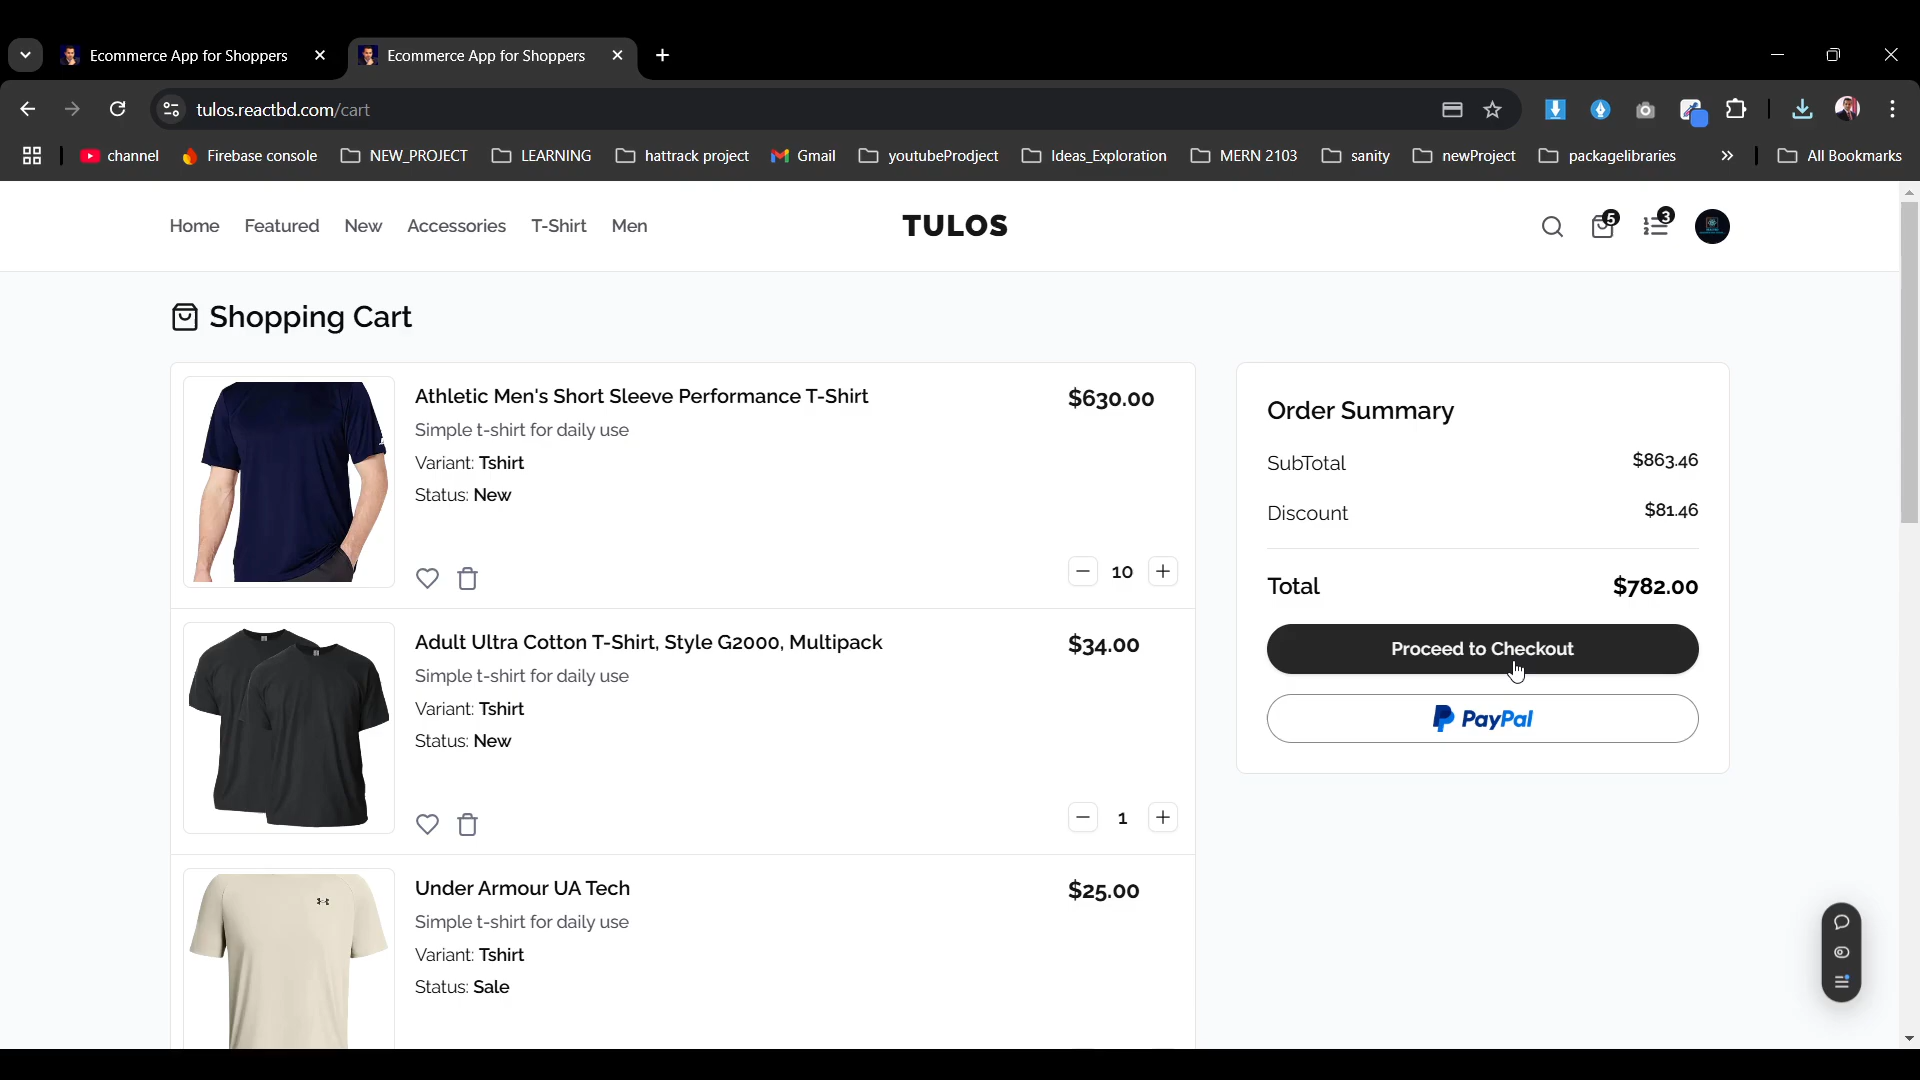 Ecommerce App for Shoppers
Ecommerce App for Shoppers
tulos.reactbd.com/cart
channel
Firebase console
NEW_PROJECT
LEARNING
hattrack project
Gmail
youtubeProdject
Ideas_Exploration
MERN 2103
sanity
newProject
packagelibraries
All Bookmarks
Home
Featured
New
Accessories
T-Shirt
Men
TULOS
5
3
Shopping Cart
Athletic Men's Short Sleeve Performance T-Shirt
$630.00
Simple t-shirt for daily use
Variant: Tshirt
Status: New
10
Adult Ultra Cotton T-Shirt, Style G2000, Multipack
$34.00
Simple t-shirt for daily use
Variant: Tshirt
Status: New
1
Under Armour UA Tech
$25.00
Simple t-shirt for daily use
Variant: Tshirt
Status: Sale
Order Summary
SubTotal
$863.46
Discount
$81.46
Total
$782.00
Proceed to Checkout
PayPal